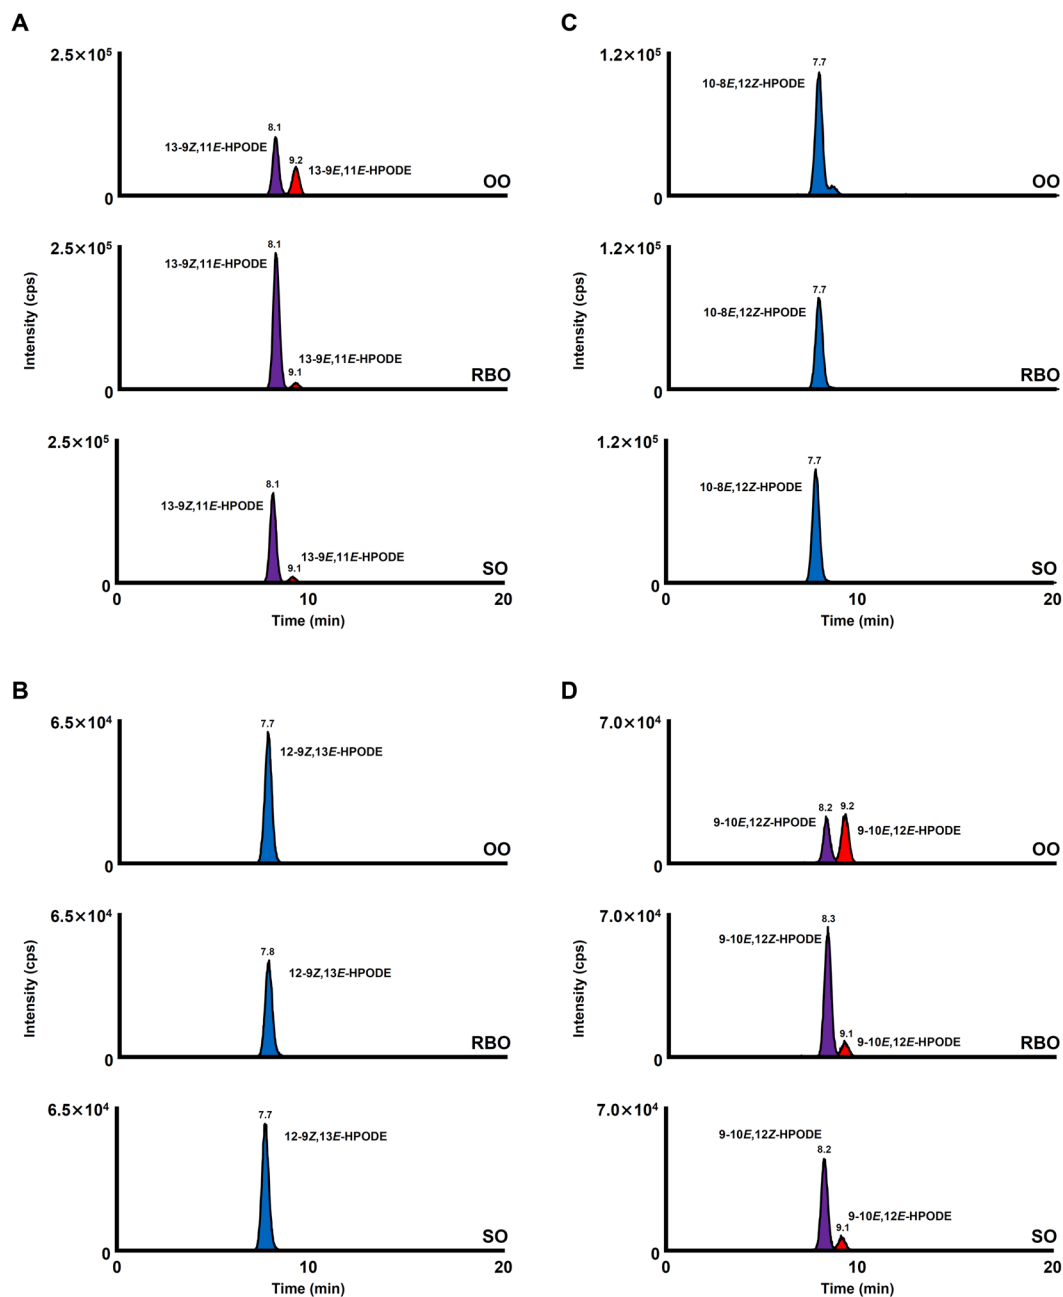 A
2.5×10⁵
8.1
13-9Z,11E-HPODE
9.2
13-9E,11E-HPODE
OO
0
2.5×10⁵
8.1
13-9Z,11E-HPODE
13-9E,11E-HPODE
9.1
Intensity (cps)
RBO
0
2.5×10⁵
8.1
13-9Z,11E-HPODE
13-9E,11E-HPODE
9.1
SO
0
0
10
20
Time (min)
C
1.2×10⁵
7.7
10-8E,12Z-HPODE
OO
0
1.2×10⁵
7.7
10-8E,12Z-HPODE
Intensity (cps)
RBO
0
1.2×10⁵
7.7
10-8E,12Z-HPODE
SO
0
0
10
20
Time (min)
B
6.5×10⁴
7.7
12-9Z,13E-HPODE
OO
0
6.5×10⁴
7.8
12-9Z,13E-HPODE
Intensity (cps)
RBO
0
6.5×10⁴
7.7
12-9Z,13E-HPODE
SO
0
0
10
20
Time (min)
D
7.0×10⁴
8.2
9.2
9-10E,12Z-HPODE
9-10E,12E-HPODE
OO
0
7.0×10⁴
8.3
9-10E,12Z-HPODE
9.1
9-10E,12E-HPODE
Intensity (cps)
RBO
0
7.0×10⁴
9-10E,12Z-HPODE
8.2
9-10E,12E-HPODE
9.1
SO
0
0
10
20
Time (min)